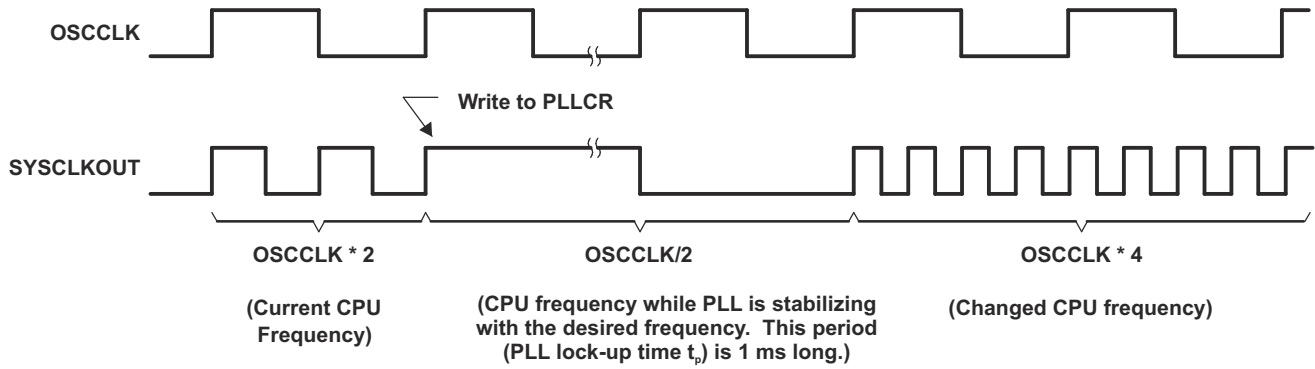 OSCCLK
Write to PLLCR
SYSCLKOUT
OSCCLK * 2
(Current CPU
Frequency)
OSCCLK/2
(CPU frequency while PLL is stabilizing
with the desired frequency. This period
(PLL lock-up time tp) is 1 ms long.)
OSCCLK * 4
(Changed CPU frequency)